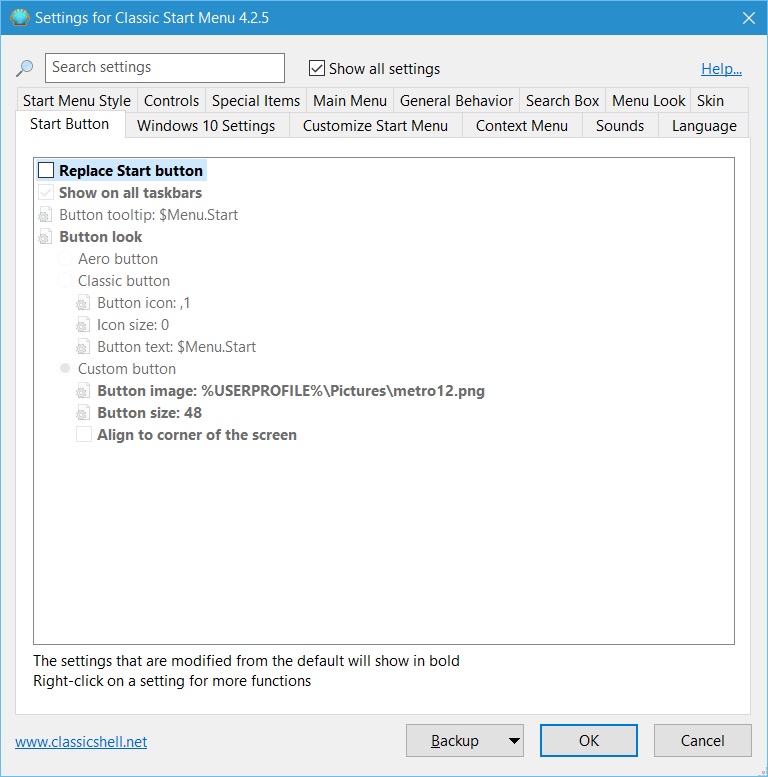 Settings for Classic Start Menu 4.2.5
Search settings
Show all settings
Help...
Start Menu Style Controls Special Items Main Menu General Behavior Search Box Menu Look Skin
Start Button Windows 10 Settings Customize Start Menu Context Menu Sounds Language
Replace Start button
Show on all taskbars
Button tooltip: $Menu.Start
Button look
Aero button
Classic button
Button icon: ,1
Icon size: 0
Button text: $Menu.Start
Custom button
Button image: %USERPROFILE%\Pictures\metro12.png
Button size: 48
Align to corner of the screen
The settings that are modified from the default will show in bold
Right-click on a setting for more functions
www.classicshell.net
Backup
OK
Cancel